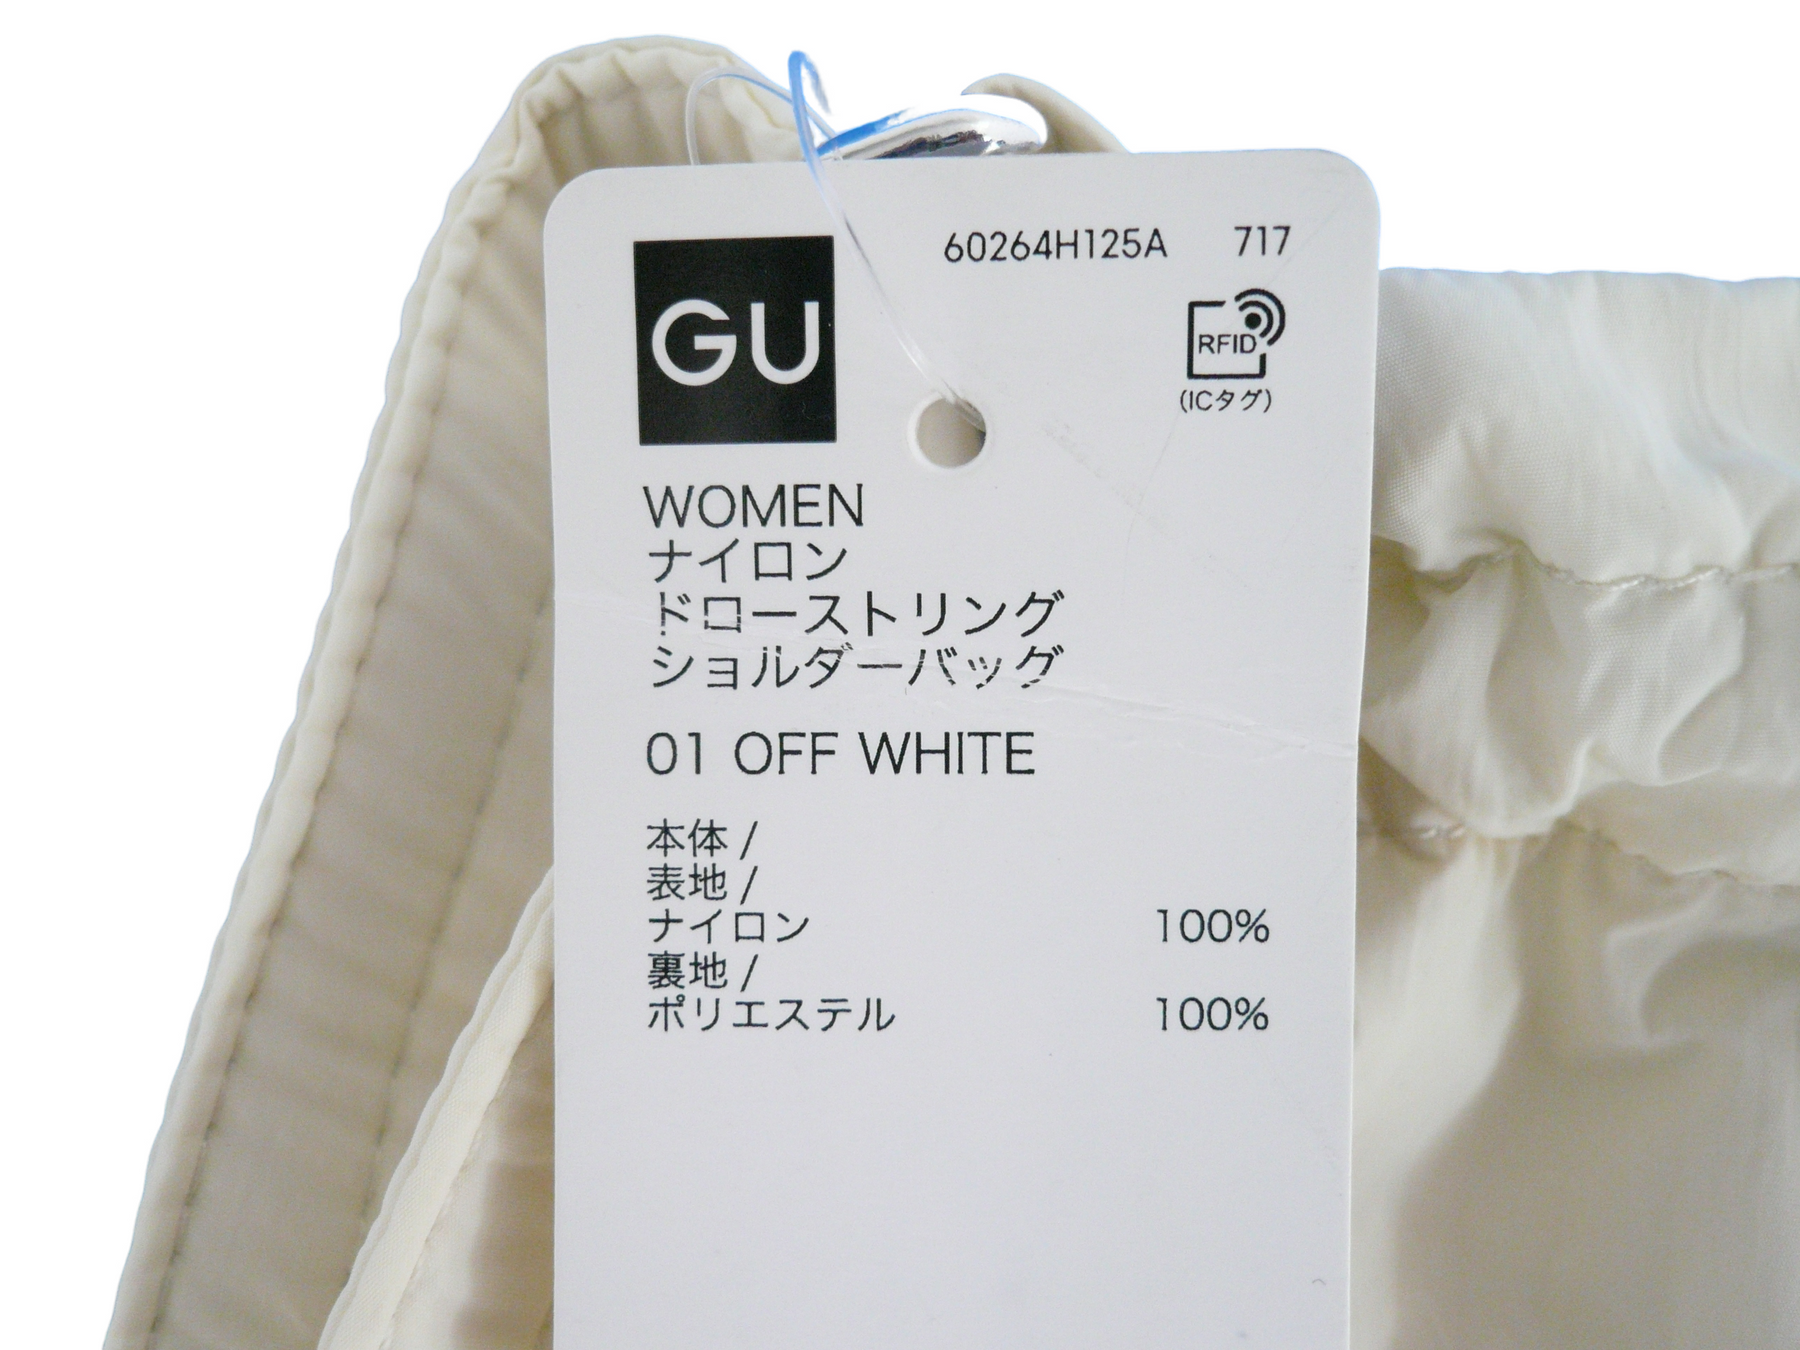 60264H125A 717
GU
RFID
(ICタグ)
WOMEN
ナイロン
ドローストリング
ショルダーバッグ
01 OFF WHITE
本体 /
表地 /
ナイロン 100%
裏地 /
ポリエステル 100%